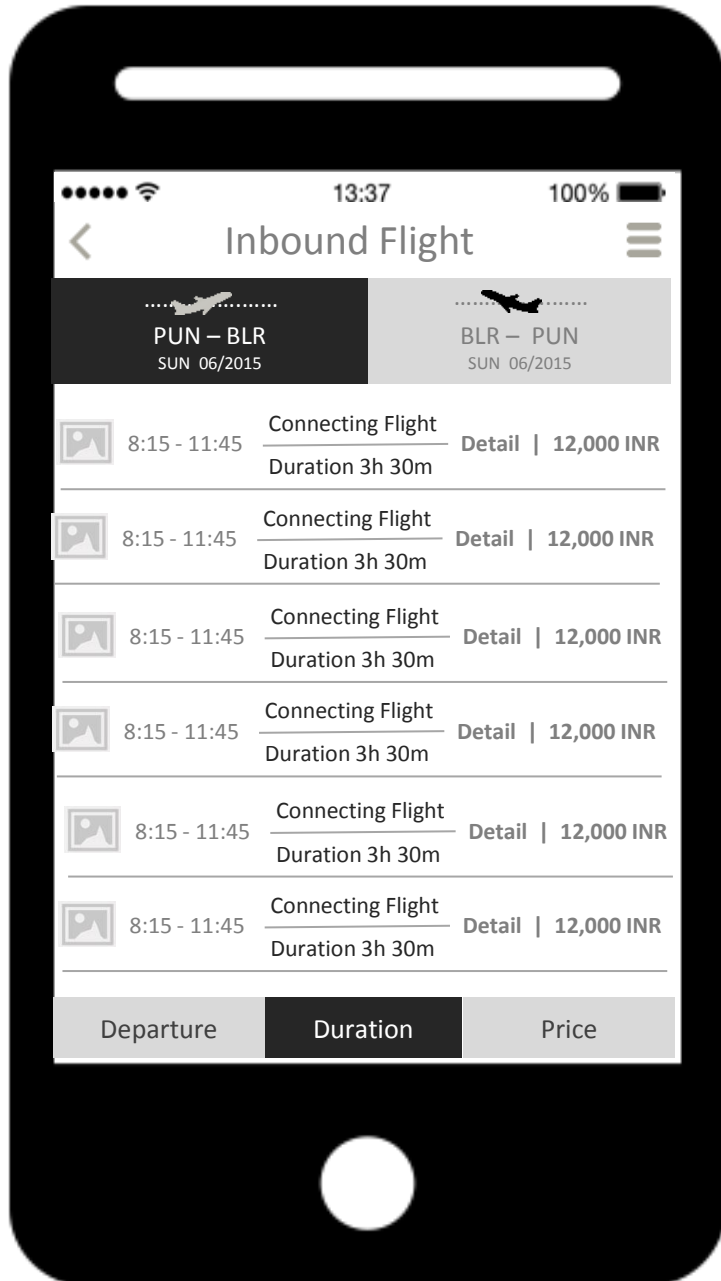 13:37 100%
Inbound Flight
PUN – BLR
SUN 06/2015
BLR – PUN
SUN 06/2015
8:15 - 11:45
Connecting Flight
Duration 3h 30m
Detail | 12,000 INR
8:15 - 11:45
Connecting Flight
Duration 3h 30m
Detail | 12,000 INR
8:15 - 11:45
Connecting Flight
Duration 3h 30m
Detail | 12,000 INR
8:15 - 11:45
Connecting Flight
Duration 3h 30m
Detail | 12,000 INR
8:15 - 11:45
Connecting Flight
Duration 3h 30m
Detail | 12,000 INR
8:15 - 11:45
Connecting Flight
Duration 3h 30m
Detail | 12,000 INR
Departure Duration Price